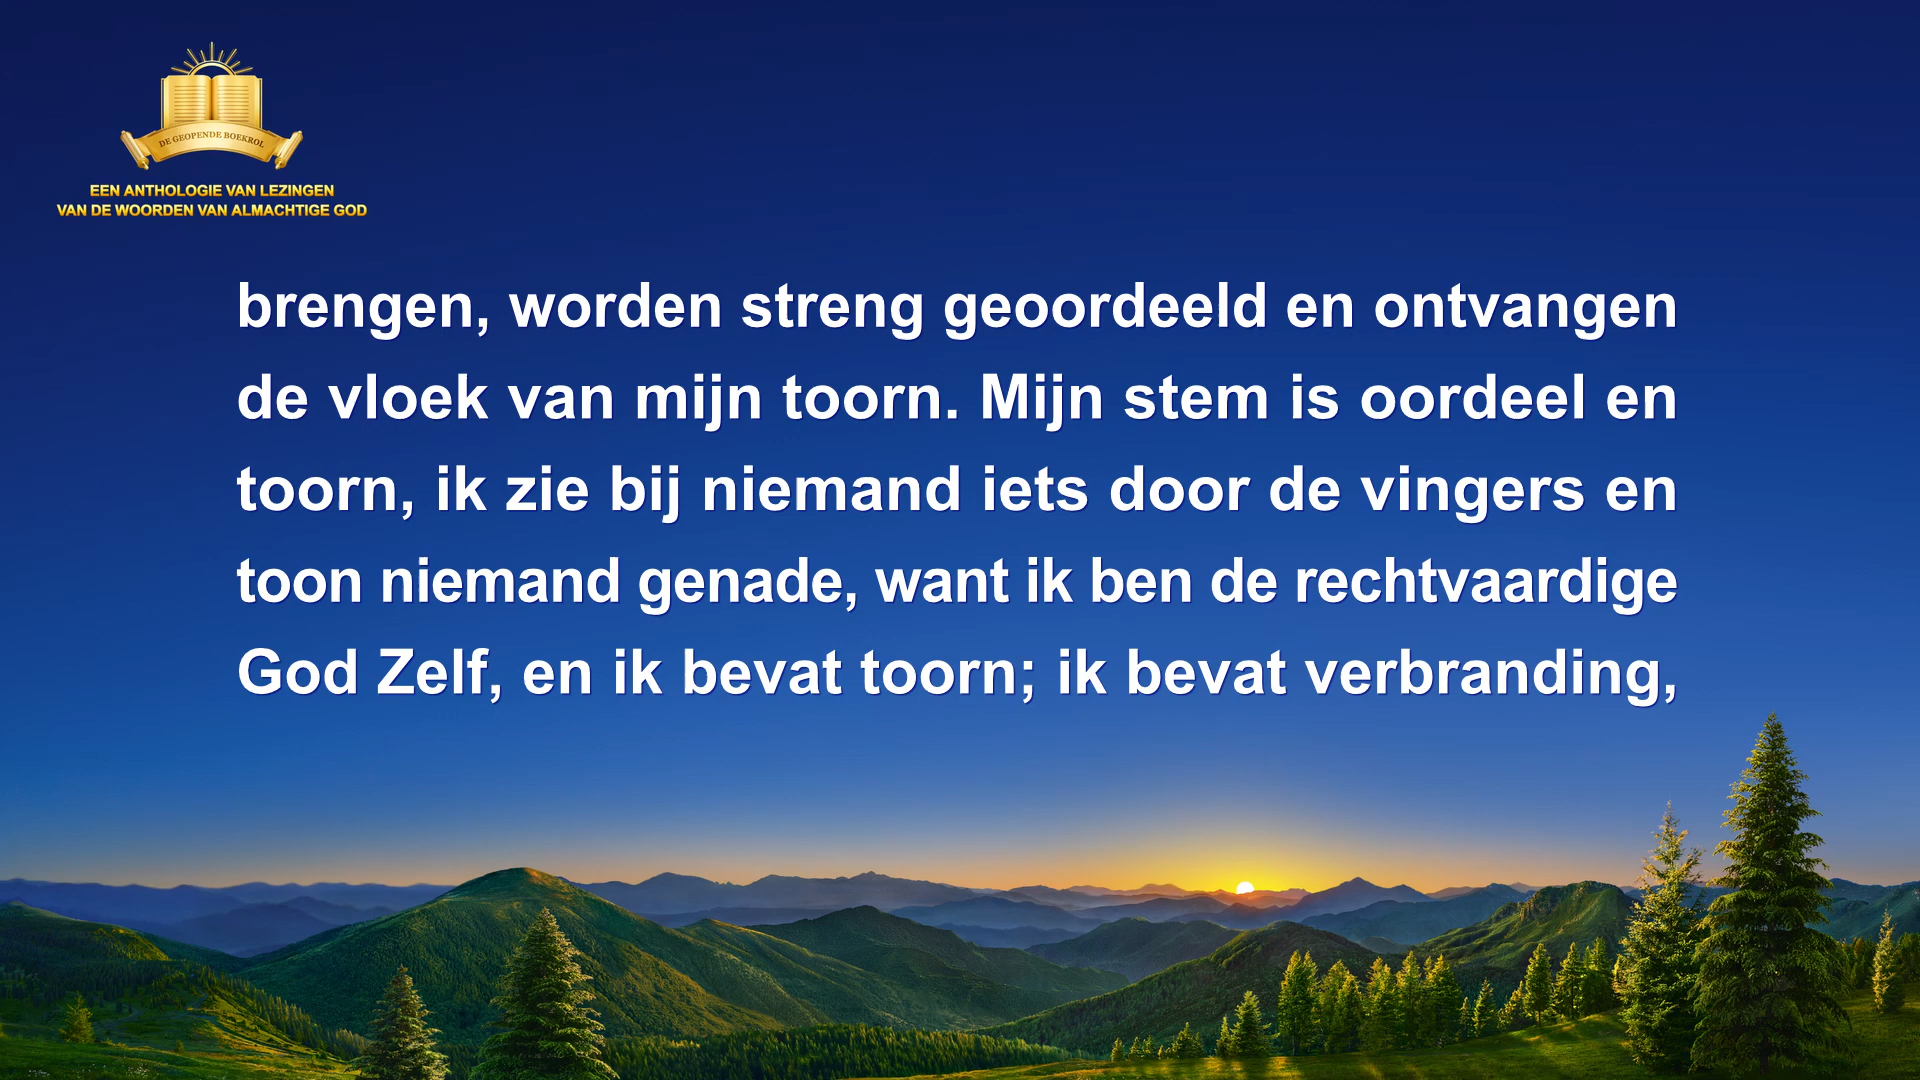 DE GEOPENDE BOEKROL
EEN ANTHOLOGIE VAN LEZINGEN
VAN DE WOORDEN VAN ALMACHTIGE GOD
brengen, worden streng geoordeeld en ontvangen
de vloek van mijn toorn. Mijn stem is oordeel en
toorn, ik zie bij niemand iets door de vingers en
toon niemand genade, want ik ben de rechtvaardige
God Zelf, en ik bevat toorn; ik bevat verbranding,